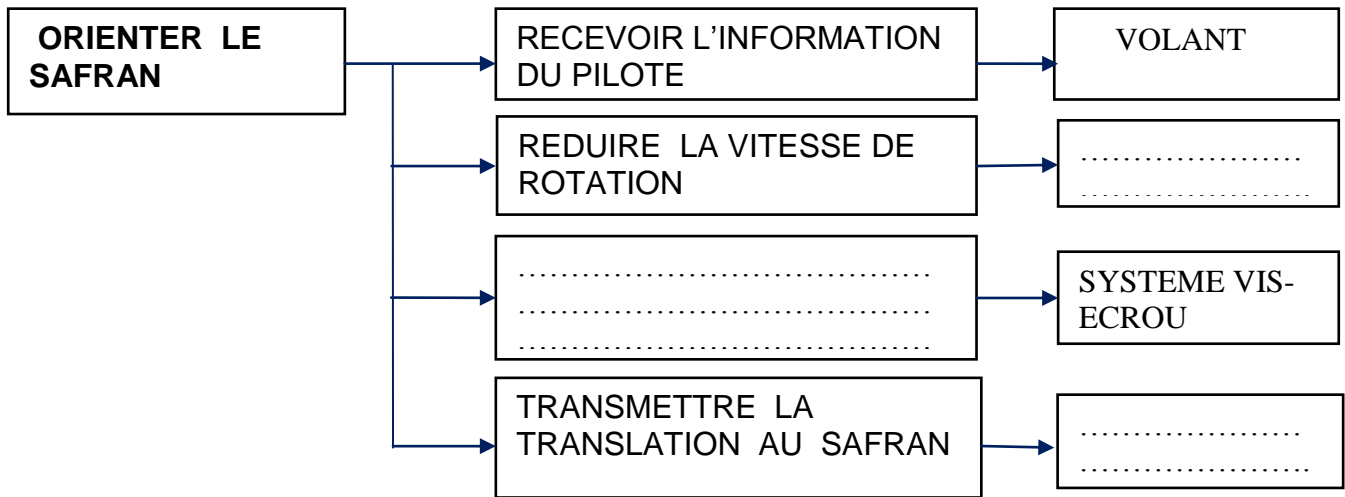 ORIENTER LE
SAFRAN
RECEVOIR L’INFORMATION
DU PILOTE
VOLANT
REDUIRE LA VITESSE DE
ROTATION
…………………
………………….
…………………………………
…………………………………
…………………………………
SYSTEME VIS-
ECROU
TRANSMETTRE LA
TRANSLATION AU SAFRAN
…………………
………………….